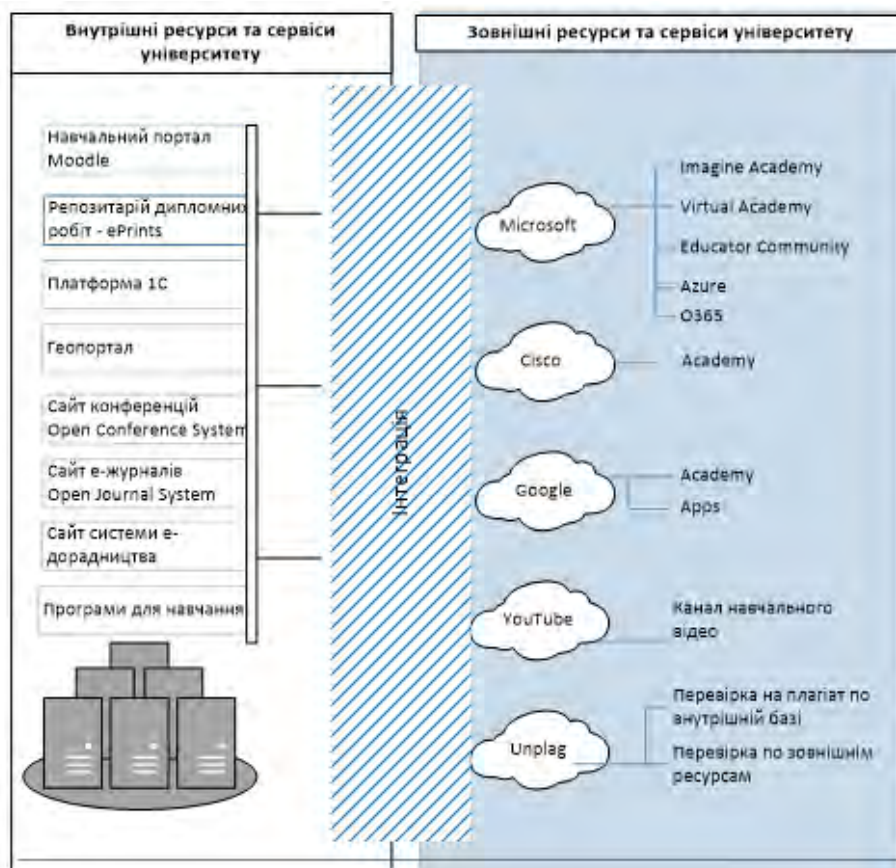 Внутрішні ресурси та сервіси
університету
Зовнішні ресурси та сервіси університету
Навчальний портал
Moodle
Репозитарій дипломних
робіт - ePrints
Платформа 1С
Геопортал
Сайт конференцій
Open Conference System
Сайт е-журналів
Open Journal System
Сайт системи е-
дорадництва
Програми для навчання
Інтеграція
Microsoft
Imagine Academy
Virtual Academy
Educator Community
Azure
O365
Cisco
Academy
Google
Academy
Apps
YouTube
Канал навчального
відео
Unplag
Перевірка на плагіат по
внутрішній базі
Перевірка по зовнішнім
ресурсам